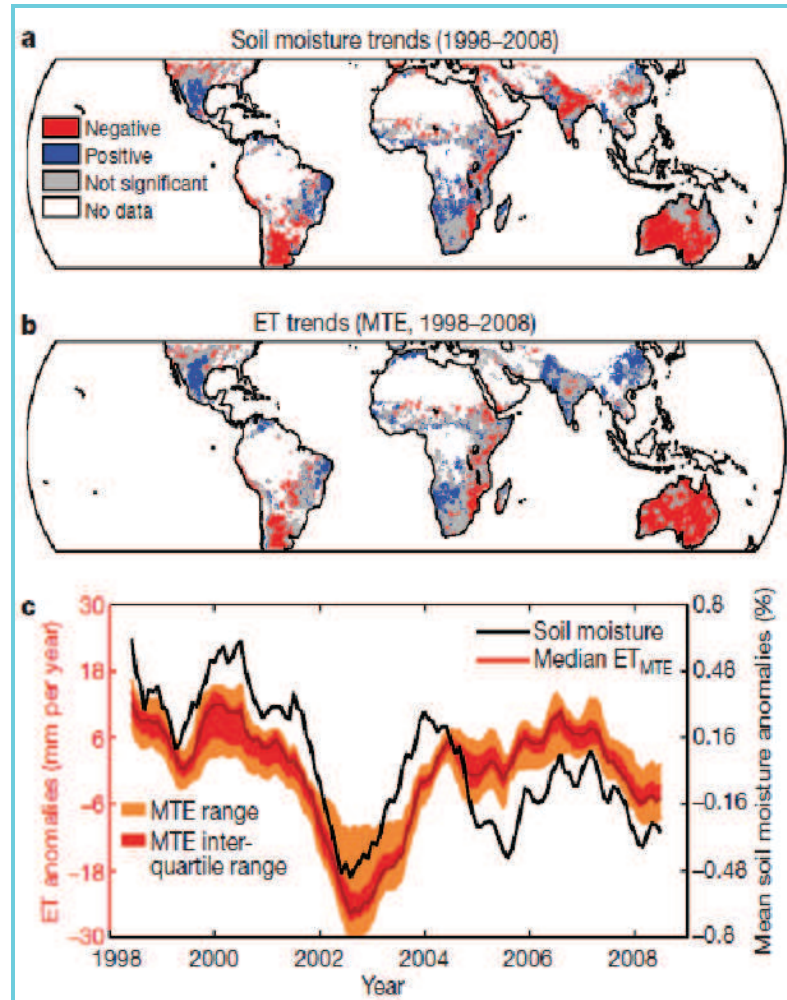 a
Soil moisture trends (1998–2008)
Negative
Positive
Not significant
No data
b
ET trends (MTE, 1998–2008)
c
30
18
6
−6
−18
−30
ET anomalies (mm per year)
0.8
0.48
0.16
−0.16
−0.48
−0.8
Mean soil moisture anomalies (%)
Soil moisture
Median ET_MTE
MTE range
MTE inter-
quartile range
1998
2000
2002
2004
2006
2008
Year